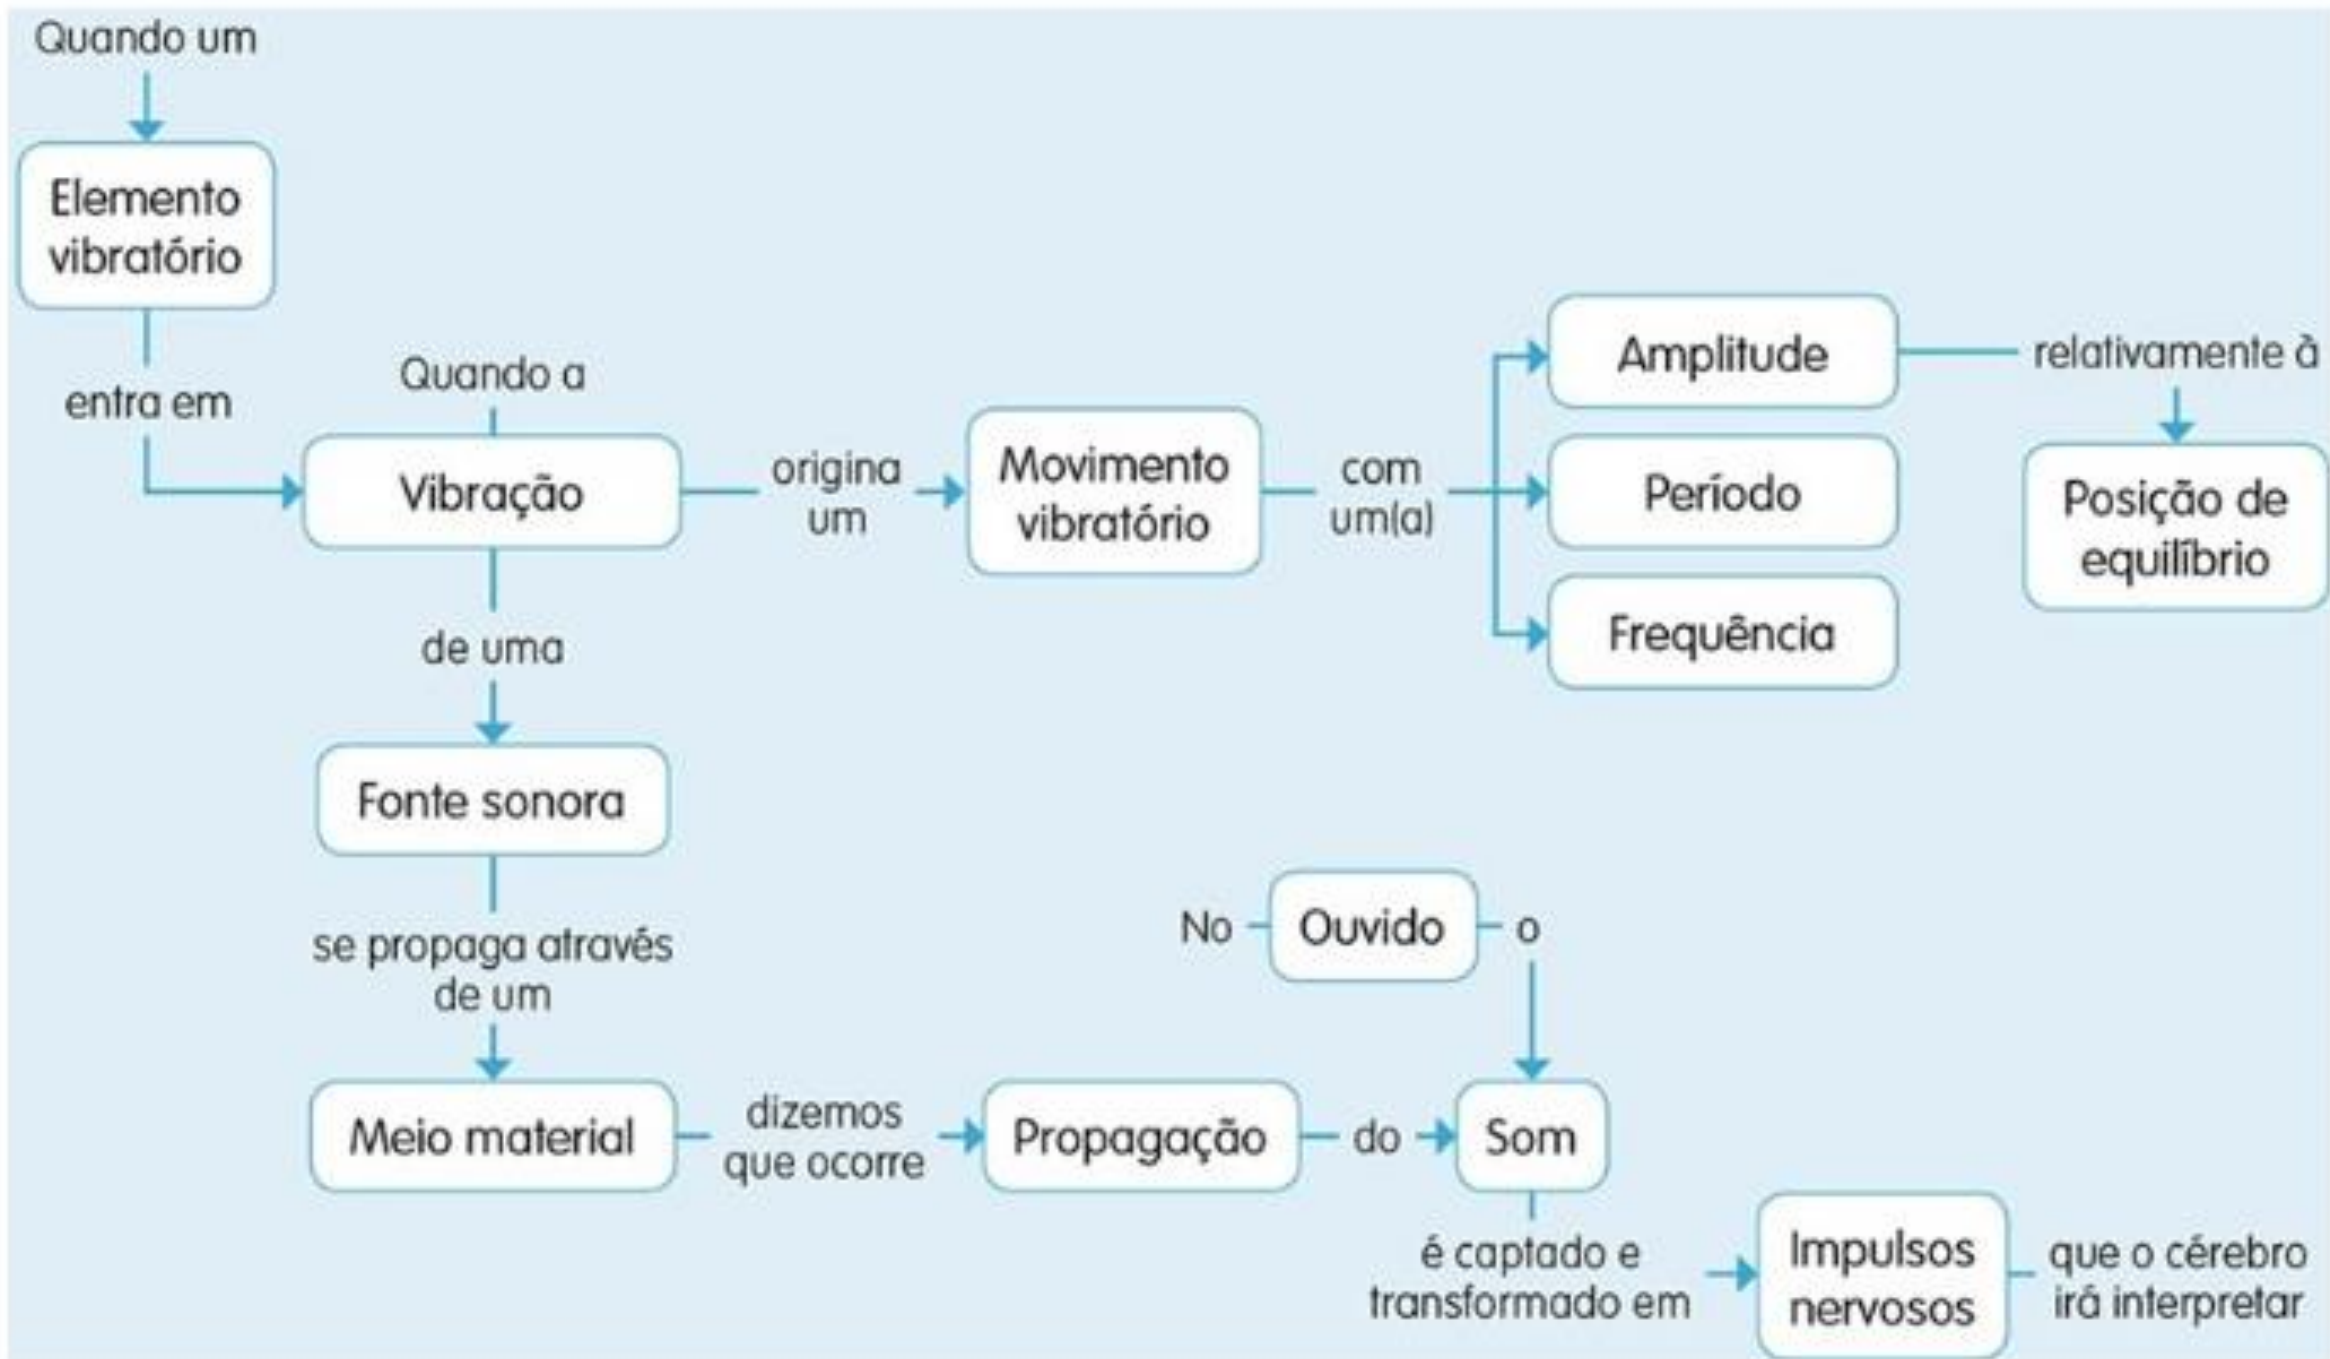 Quando um
Elemento
vibratório
entra em
Quando a
Vibração
origina
um
Movimento
vibratório
com
um(a)
Amplitude
relativamente à
Período
Posição de
equilíbrio
Frequência
de uma
Fonte sonora
se propaga através
de um
Meio material
dizemos
que ocorre
Propagação
do
No
Ouvido
o
Som
é captado e
transformado em
Impulsos
nervosos
que o cérebro
irá interpretar